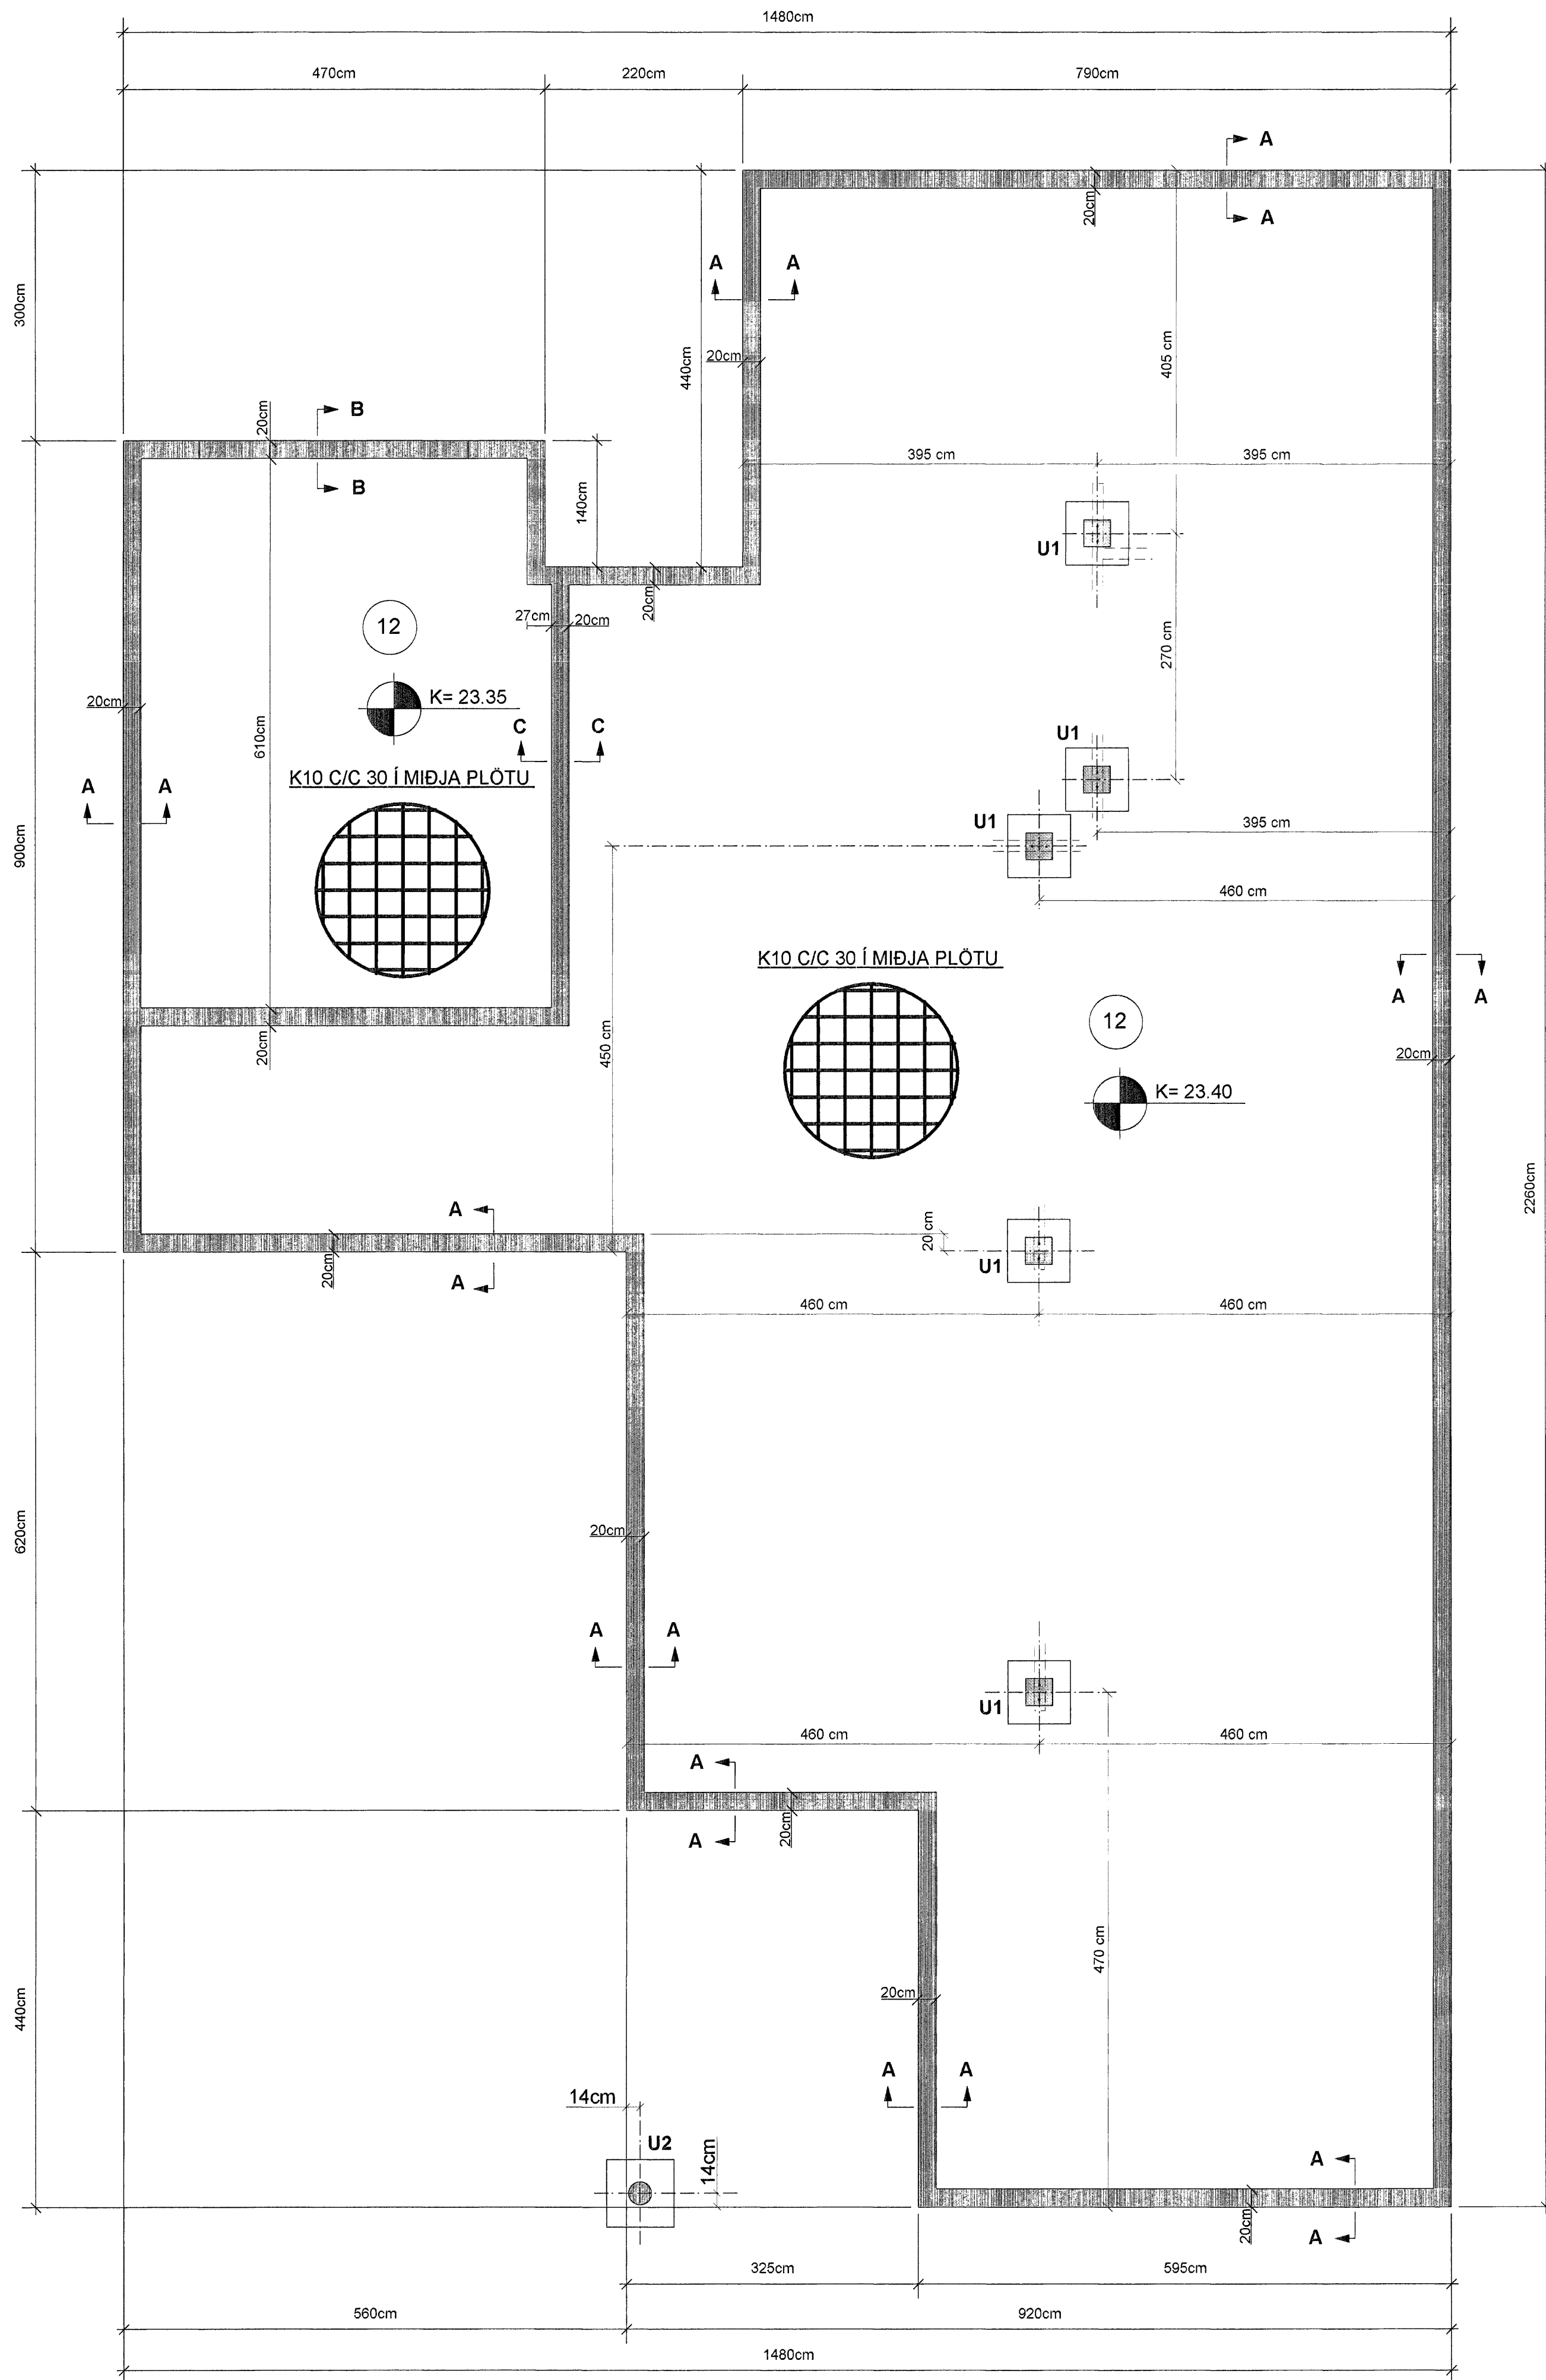 1480cm
470cm 220cm 790cm
A
A
20cm
A A
300cm
440cm
20cm
405 cm
B
20cm
395 cm 395 cm
B
140cm
U1
20cm
27cm 20cm
12
270 cm
K= 23.35
20cm
610cm
C C
U1
K10 C/C 30 Í MIÐJA PLÖTU
A A
U1
395 cm
900cm
460 cm
K10 C/C 30 Í MIÐJA PLÖTU
A A
12
20cm
450 cm
20cm
K= 23.40
2260cm
A
20 cm
U1
20cm
A
460 cm 460 cm
620cm
20cm
A A
U1
460 cm 460 cm
A
20cm
A
470 cm
20cm
440cm
A A
14cm
U2
14cm
A
20cm
A
325cm 595cm
560cm 920cm
1480cm